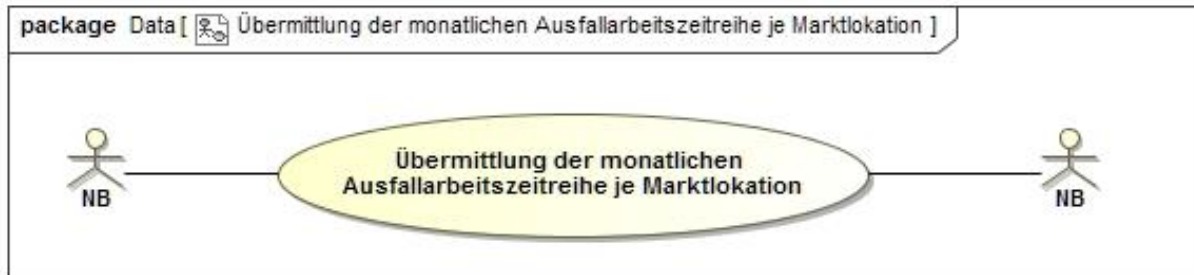 package Data [ Übermittlung der monatlichen Ausfallarbeitszeitreihe je Marktlokation ]
Übermittlung der monatlichen
Ausfallarbeitszeitreihe je Marktlokation
NB
NB